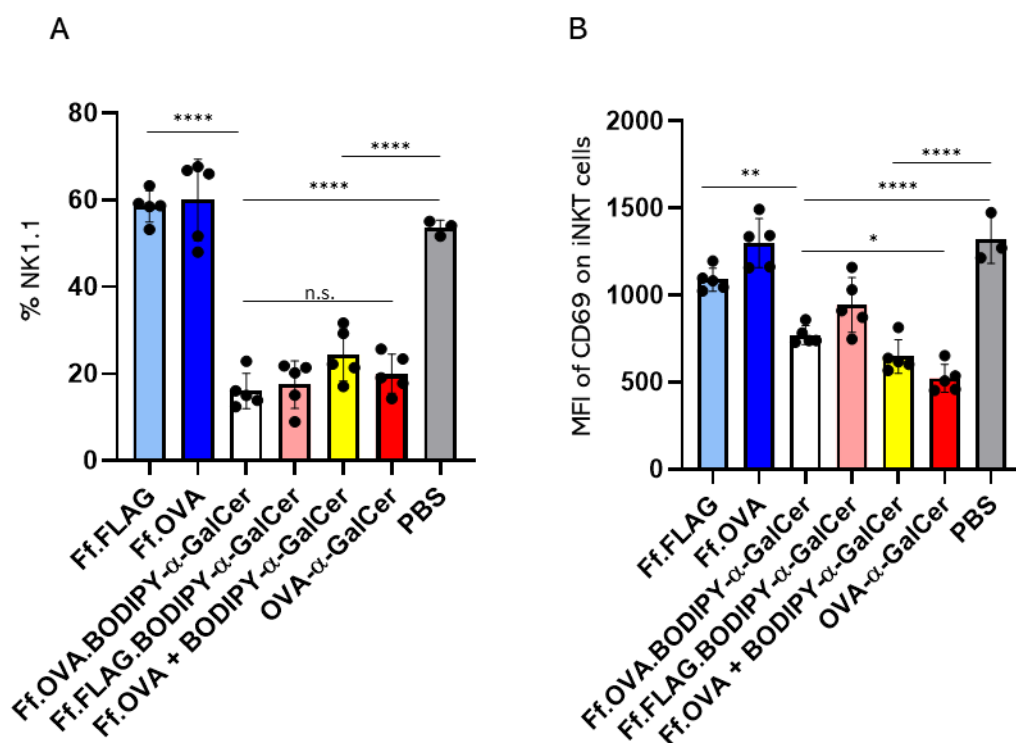 A
% NK1.1
80
60
40
20
0
****
****
****
n.s.
Ff.FLAG
Ff.OVA
Ff.OVA.BODIPY-α-GalCer
Ff.FLAG.BODIPY-α-GalCer
Ff.OVA + BODIPY-α-GalCer
OVA-α-GalCer
PBS
B
MFI of CD69 on iNKT cells
2000
1500
1000
500
0
****
**
****
*
Ff.FLAG
Ff.OVA
Ff.OVA.BODIPY-α-GalCer
Ff.FLAG.BODIPY-α-GalCer
Ff.OVA + BODIPY-α-GalCer
OVA-α-GalCer
PBS